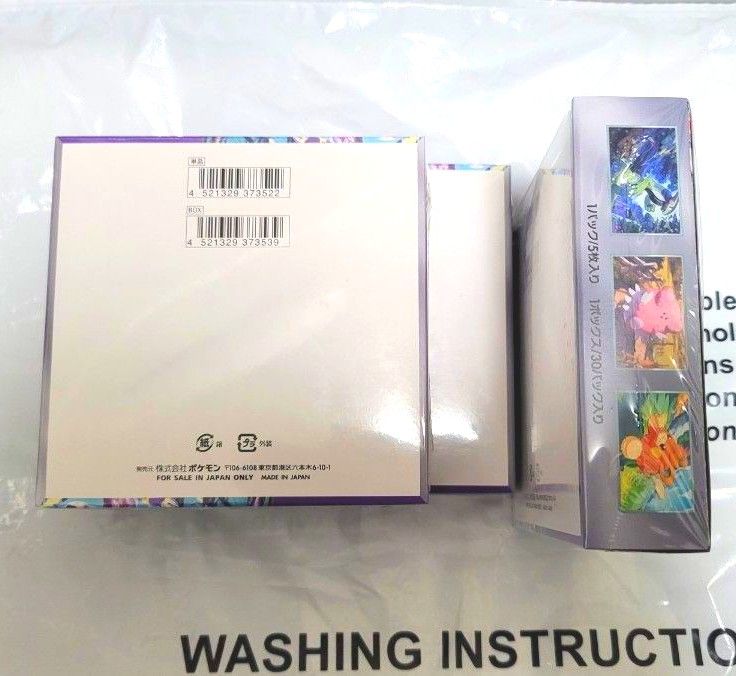 単品
4 521329 373522
BOX
4 521329 373539
紙 箱
プラ 外装
発売元 株式会社ポケモン 〒106-6108 東京都港区六本木6-10-1
FOR SALE IN JAPAN ONLY MADE IN JAPAN
1パック/5枚入り 1ボックス/30パック入り
WASHING INSTRUCTIO